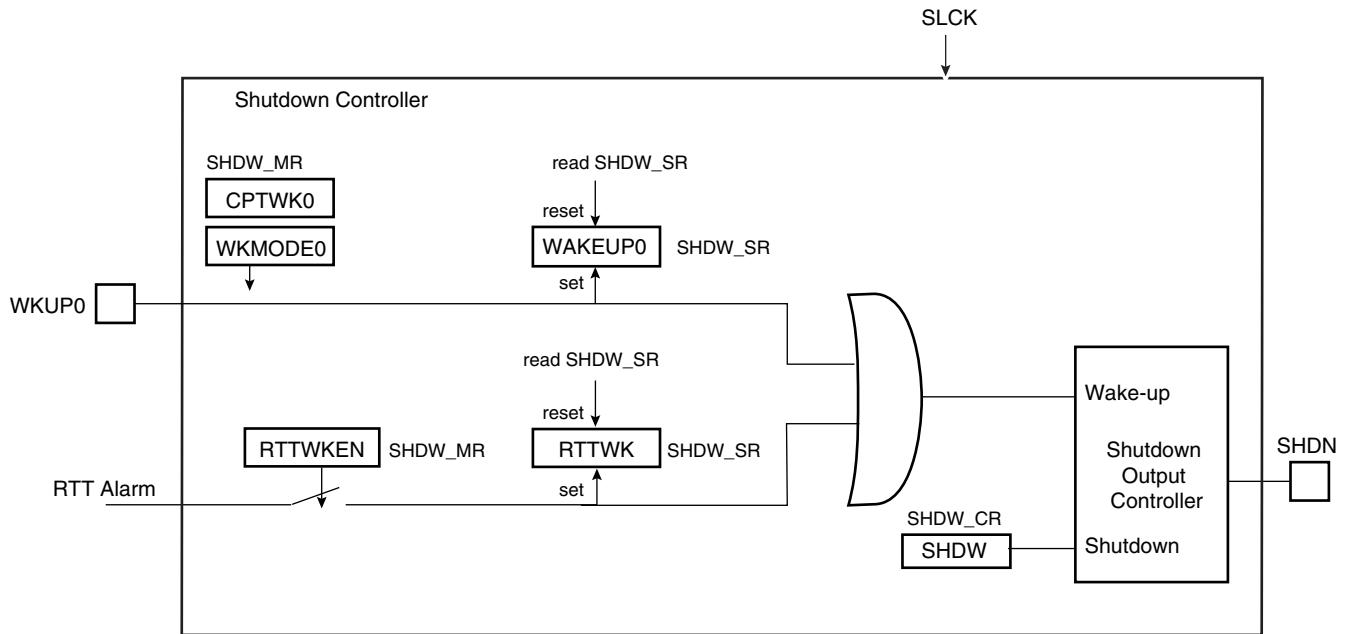 SLCK
Shutdown Controller
SHDW_MR
CPTWK0
WKMODE0
read SHDW_SR
reset
WAKEUP0
SHDW_SR
set
WKUP0
read SHDW_SR
reset
RTTWKEN
SHDW_MR
RTTWK
SHDW_SR
set
RTT Alarm
Wake-up
Shutdown
Output
Controller
SHDN
SHDW_CR
SHDW
Shutdown